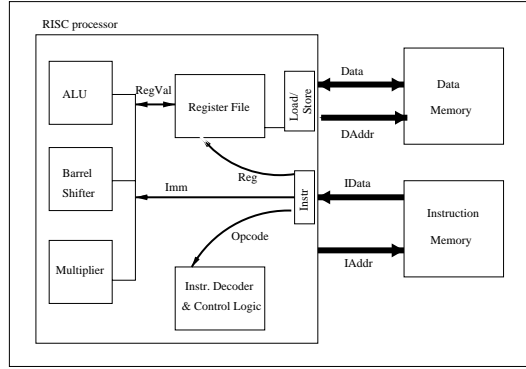 RISC processor
ALU
RegVal
Register File
Load/
Store
Data
DAddr
Data
Memory
Barrel
Shifter
Imm
Reg
Instr
IData
Instruction
Memory
Opcode
IAddr
Multiplier
Instr. Decoder
& Control Logic